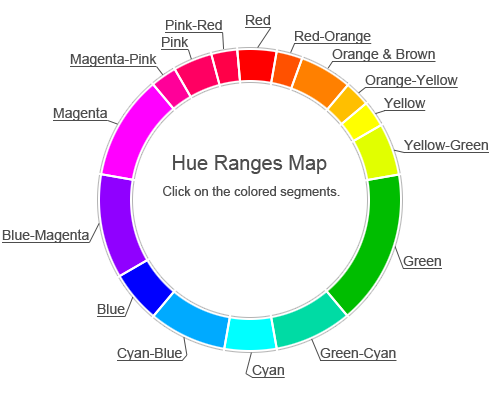 Red
Pink-Red
Red-Orange
Pink
Orange & Brown
Magenta-Pink
Orange-Yellow
Yellow
Magenta
Yellow-Green
Hue Ranges Map
Click on the colored segments.
Blue-Magenta
Green
Blue
Cyan-Blue
Green-Cyan
Cyan